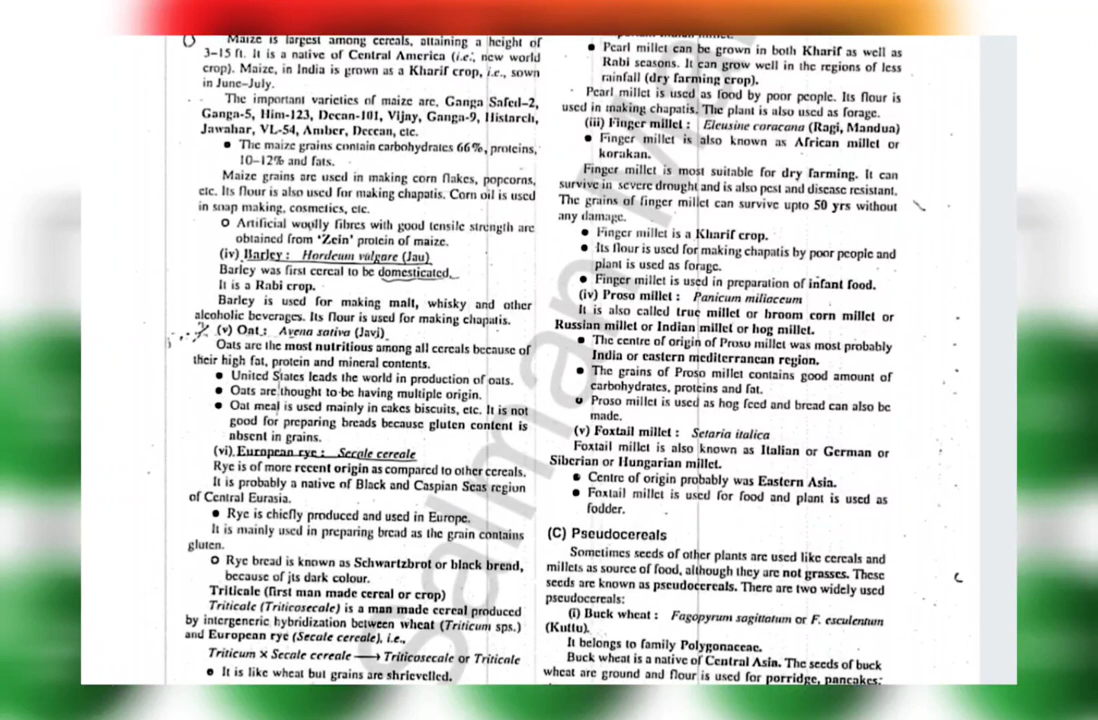 Maize is largest among cereals, attaining a height of
3–15 ft. It is a native of Central America (i.e., new world
crop). Maize, in India is grown as a Kharif crop, i.e., sown
in June–July.
The important varieties of maize are, Ganga Safed–2,
Ganga-5, Him-123, Decan-101, Vijay, Ganga-9, Histarch,
Jawahar, VL-54, Amber, Deccan, etc.
● The maize grains contain carbohydrates 66%, proteins,
10–12% and fats.
Maize grains are used in making corn flakes, popcorns,
etc. Its flour is also used for making chapatis. Corn oil is used
in soap making, cosmetics, etc.
o Artificial woolly fibres with good tensile strength are
obtained from 'Zein' protein of maize.
(iv) Barley : Hordeum vulgare (Jau)
Barley was first cereal to be domesticated.
It is a Rabi crop.
Barley is used for making malt, whisky and other
alcoholic beverages. Its flour is used for making chapatis.
(v) Oat : Avena sativa (Javi)
Oats are the most nutritious among all cereals because of
their high fat, protein and mineral contents.
● United States leads the world in production of oats.
● Oats are thought to be having multiple origin.
● Oat meal is used mainly in cakes biscuits, etc. It is not
good for preparing breads because gluten content is
absent in grains.
(vi) European rye : Secale cereale
Rye is of more recent origin as compared to other cereals.
It is probably a native of Black and Caspian Seas region
of Central Eurasia.
● Rye is chiefly produced and used in Europe.
It is mainly used in preparing bread as the grain contains
gluten.
o Rye bread is known as Schwartzbrot or black bread,
because of its dark colour.
Triticale (first man made cereal or crop)
Triticale (Triticosecale) is a man made cereal produced
by intergeneric hybridization between wheat (Triticum sps.)
and European rye (Secale cereale), i.e.,
Triticum × Secale cereale ⟶ Triticosecale or Triticale
● It is like wheat but grains are shrievelled.
● Pearl millet can be grown in both Kharif as well as
Rabi seasons. It can grow well in the regions of less
rainfall (dry farming crop).
Pearl millet is used as food by poor people. Its flour is
used in making chapatis. The plant is also used as forage.
(iii) Finger millet : Eleusine coracana (Ragi, Mandua)
● Finger millet is also known as African millet or
korakan.
Finger millet is most suitable for dry farming. It can
survive in severe drought and is also pest and disease resistant.
The grains of finger millet can survive upto 50 yrs without
any damage.
● Finger millet is a Kharif crop.
● Its flour is used for making chapatis by poor people and
plant is used as forage.
● Finger millet is used in preparation of infant food.
(iv) Proso millet : Panicum miliaceum
It is also called true millet or broom corn millet or
Russian millet or Indian millet or hog millet.
● The centre of origin of Proso millet was most probably
India or eastern mediterranean region.
● The grains of Proso millet contains good amount of
carbohydrates, proteins and fat.
● Proso millet is used as hog feed and bread can also be
made.
(v) Foxtail millet : Setaria italica
Foxtail millet is also known as Italian or German or
Siberian or Hungarian millet.
● Centre of origin probably was Eastern Asia.
● Foxtail millet is used for food and plant is used as
fodder.
(C) Pseudocereals
Sometimes seeds of other plants are used like cereals and
millets as source of food, although they are not grasses. These
seeds are known as pseudocereals. There are two widely used
pseudocereals:
(i) Buck wheat : Fagopyrum sagittatum or F. esculentum
(Kuttu).
It belongs to family Polygonaceae.
Buck wheat is a native of Central Asia. The seeds of buck
wheat are ground and flour is used for porridge, pancakes;
Salman